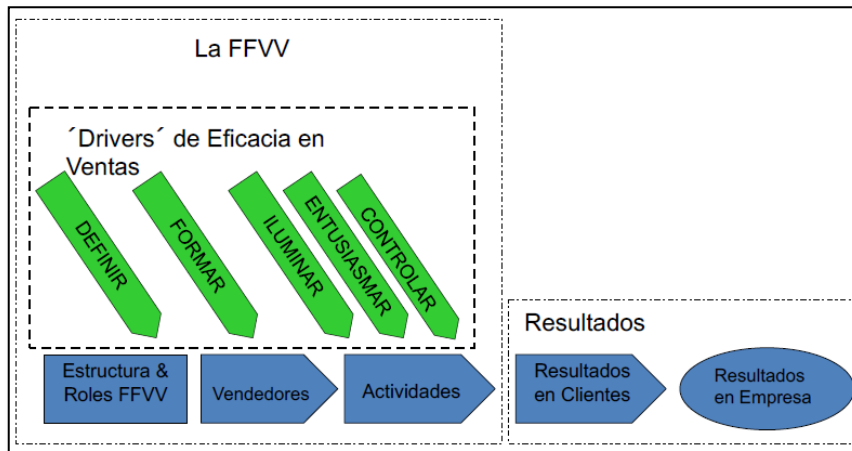 La FFVV
´Drivers´ de Eficacia en
Ventas
DEFINIR
FORMAR
ILUMINAR
ENTUSIASMAR
CONTROLAR
Estructura &
Roles FFVV
Vendedores
Actividades
Resultados
Resultados
en Clientes
Resultados
en Empresa